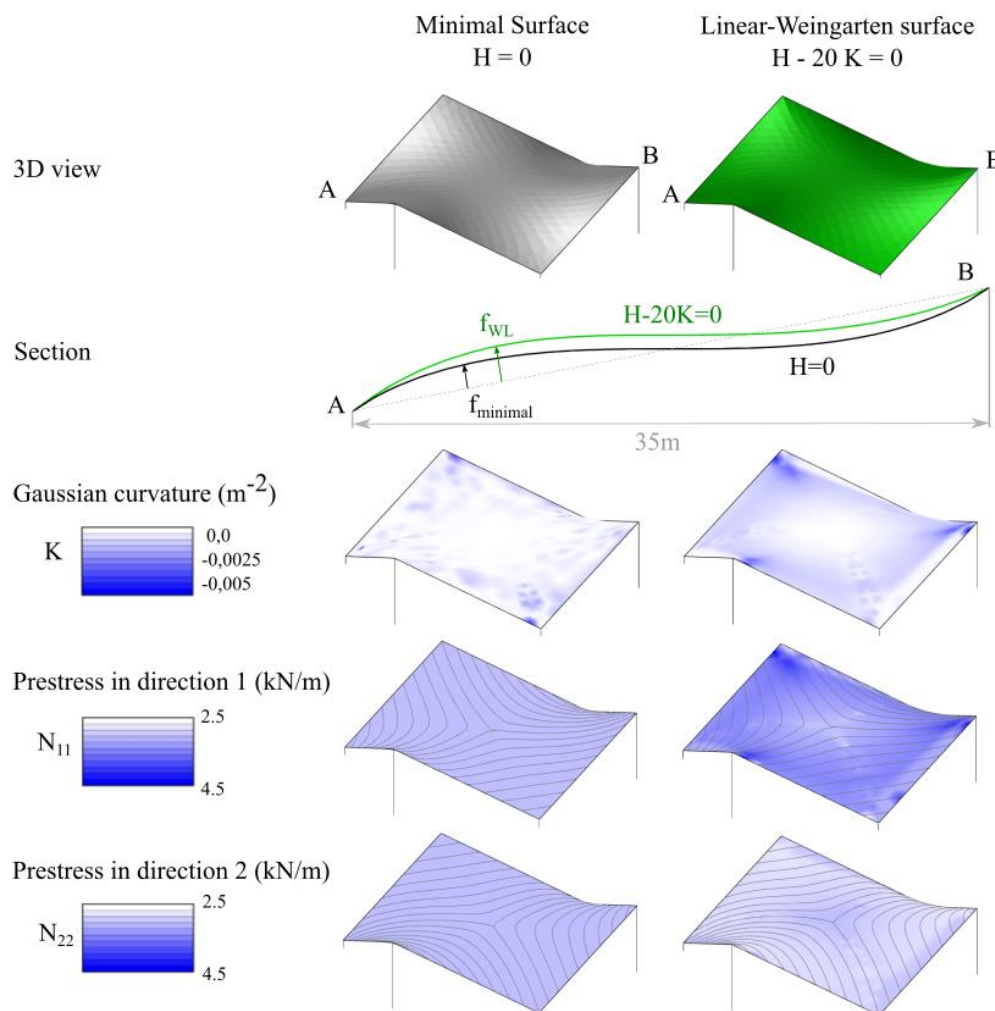 Minimal Surface
H = 0
Linear-Weingarten surface
H - 20 K = 0
3D view
A
B
A
B
Section
A
B
f_WL
f_minimal
H-20K=0
H=0
35m
Gaussian curvature (m^-2)
K
0,0
-0,0025
-0,005
Prestress in direction 1 (kN/m)
N_11
2.5
4.5
Prestress in direction 2 (kN/m)
N_22
2.5
4.5